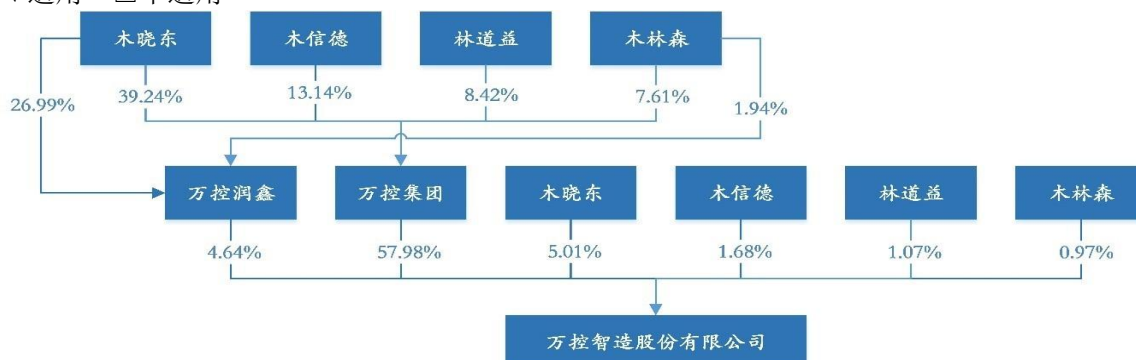 木晓东 木信德 林道益 木林森
26.99% 39.24% 13.14% 8.42% 7.61% 1.94%
万控润鑫 万控集团 木晓东 木信德 林道益 木林森
4.64% 57.98% 5.01% 1.68% 1.07% 0.97%
万控智造股份有限公司